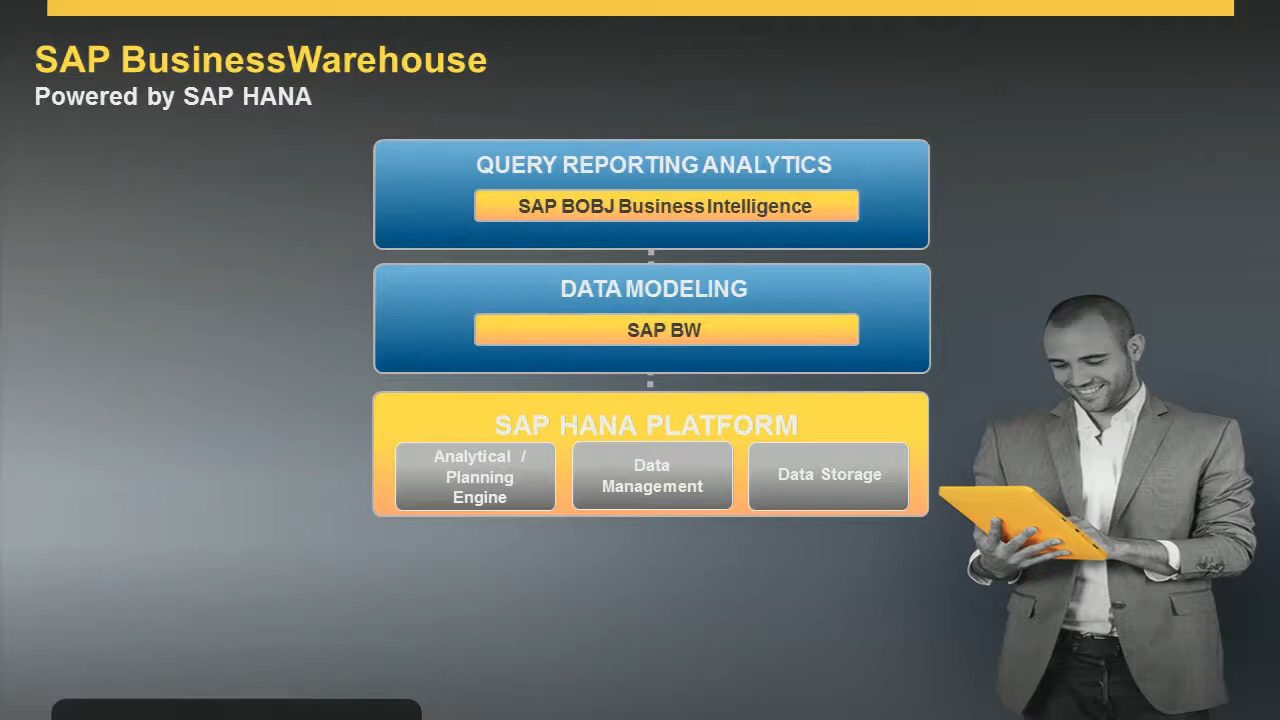 SAP BusinessWarehouse
Powered by SAP HANA
QUERY REPORTING ANALYTICS
SAP BOBJ Business Intelligence
DATA MODELING
SAP BW
SAP HANA PLATFORM
Analytical /
Planning
Engine
Data
Management
Data Storage